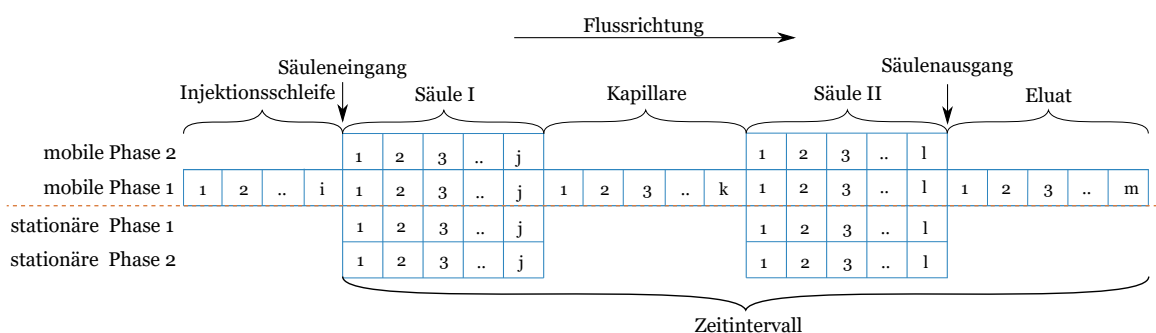 Flussrichtung
Säuleneingang
Säulenausgang
Injektionsschleife
Säule I
Kapillare
Säule II
Eluat
mobile Phase 2
1 2 3 .. j
1 2 3 .. l
mobile Phase 1
1 2 .. i
1 2 3 .. j
1 2 3 .. k
1 2 3 .. l
1 2 3 .. m
stationäre Phase 1
1 2 3 .. j
1 2 3 .. l
stationäre Phase 2
1 2 3 .. j
1 2 3 .. l
Zeitintervall